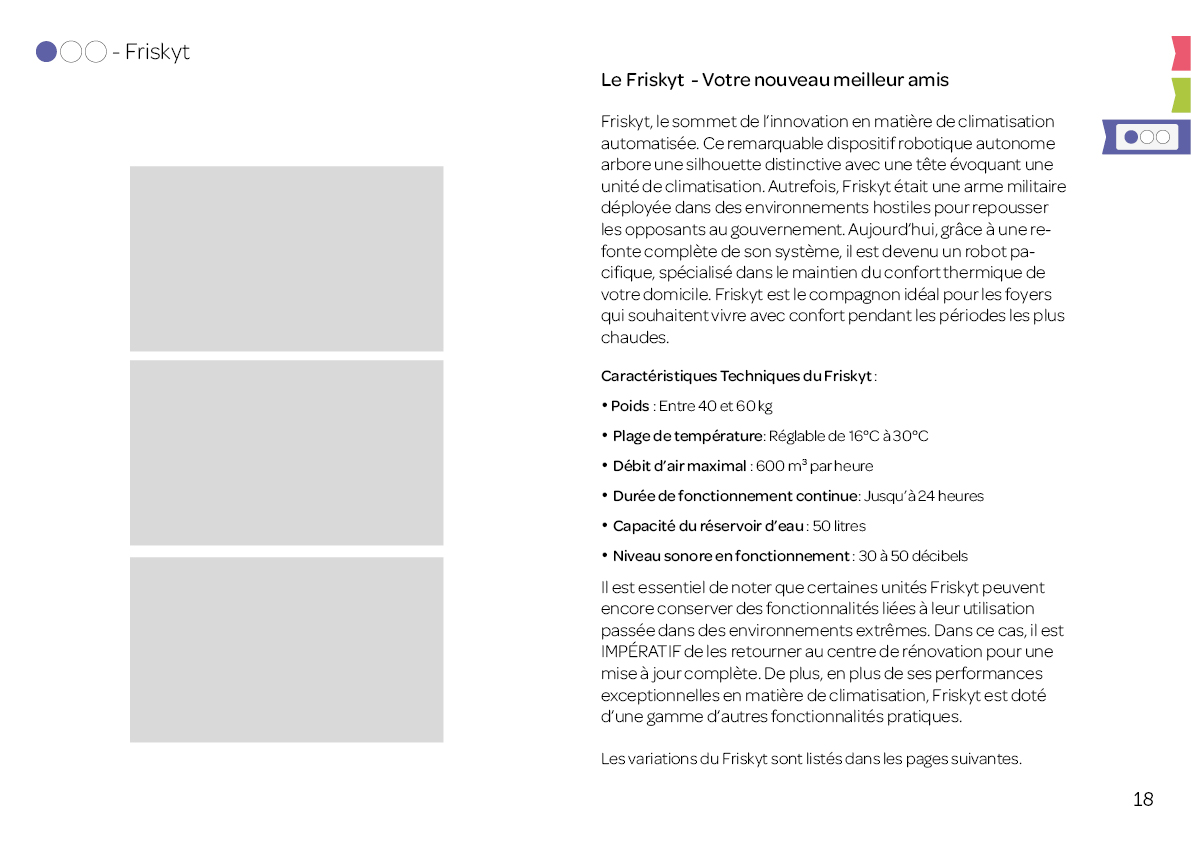 - Friskyt
Le Friskyt - Votre nouveau meilleur amis
Friskyt, le sommet de l'innovation en matière de climatisation
automatisée. Ce remarquable dispositif robotique autonome
arbore une silhouette distinctive avec une tête évoquant une
unité de climatisation. Autrefois, Friskyt était une arme militaire
déployée dans des environnements hostiles pour repousser
les opposants au gouvernement. Aujourd'hui, grâce à une re-
fonte complète de son système, il est devenu un robot pa-
cifique, spécialisé dans le maintien du confort thermique de
votre domicile. Friskyt est le compagnon idéal pour les foyers
qui souhaitent vivre avec confort pendant les périodes les plus
chaudes.
Caractéristiques Techniques du Friskyt :
• Poids : Entre 40 et 60 kg
• Plage de température: Réglable de 16°C à 30°C
• Débit d'air maximal : 600 m³ par heure
• Durée de fonctionnement continue: Jusqu'à 24 heures
• Capacité du réservoir d'eau : 50 litres
• Niveau sonore en fonctionnement : 30 à 50 décibels
Il est essentiel de noter que certaines unités Friskyt peuvent
encore conserver des fonctionnalités liées à leur utilisation
passée dans des environnements extrêmes. Dans ce cas, il est
IMPÉRATIF de les retourner au centre de rénovation pour une
mise à jour complète. De plus, en plus de ses performances
exceptionnelles en matière de climatisation, Friskyt est doté
d'une gamme d'autres fonctionnalités pratiques.
Les variations du Friskyt sont listés dans les pages suivantes.
18